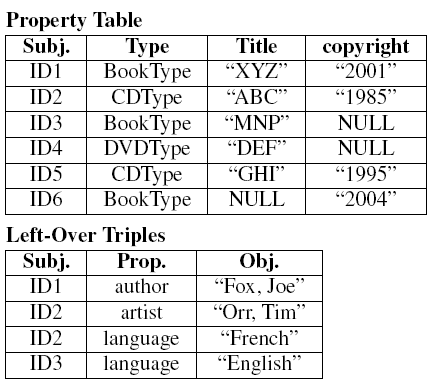 Property Table
Subj. Type Title copyright
ID1 BookType “XYZ” “2001”
ID2 CDType “ABC” “1985”
ID3 BookType “MNP” NULL
ID4 DVDType “DEF” NULL
ID5 CDType “GHI” “1995”
ID6 BookType NULL “2004”
Left-Over Triples
Subj. Prop. Obj.
ID1 author “Fox, Joe”
ID2 artist “Orr, Tim”
ID2 language “French”
ID3 language “English”